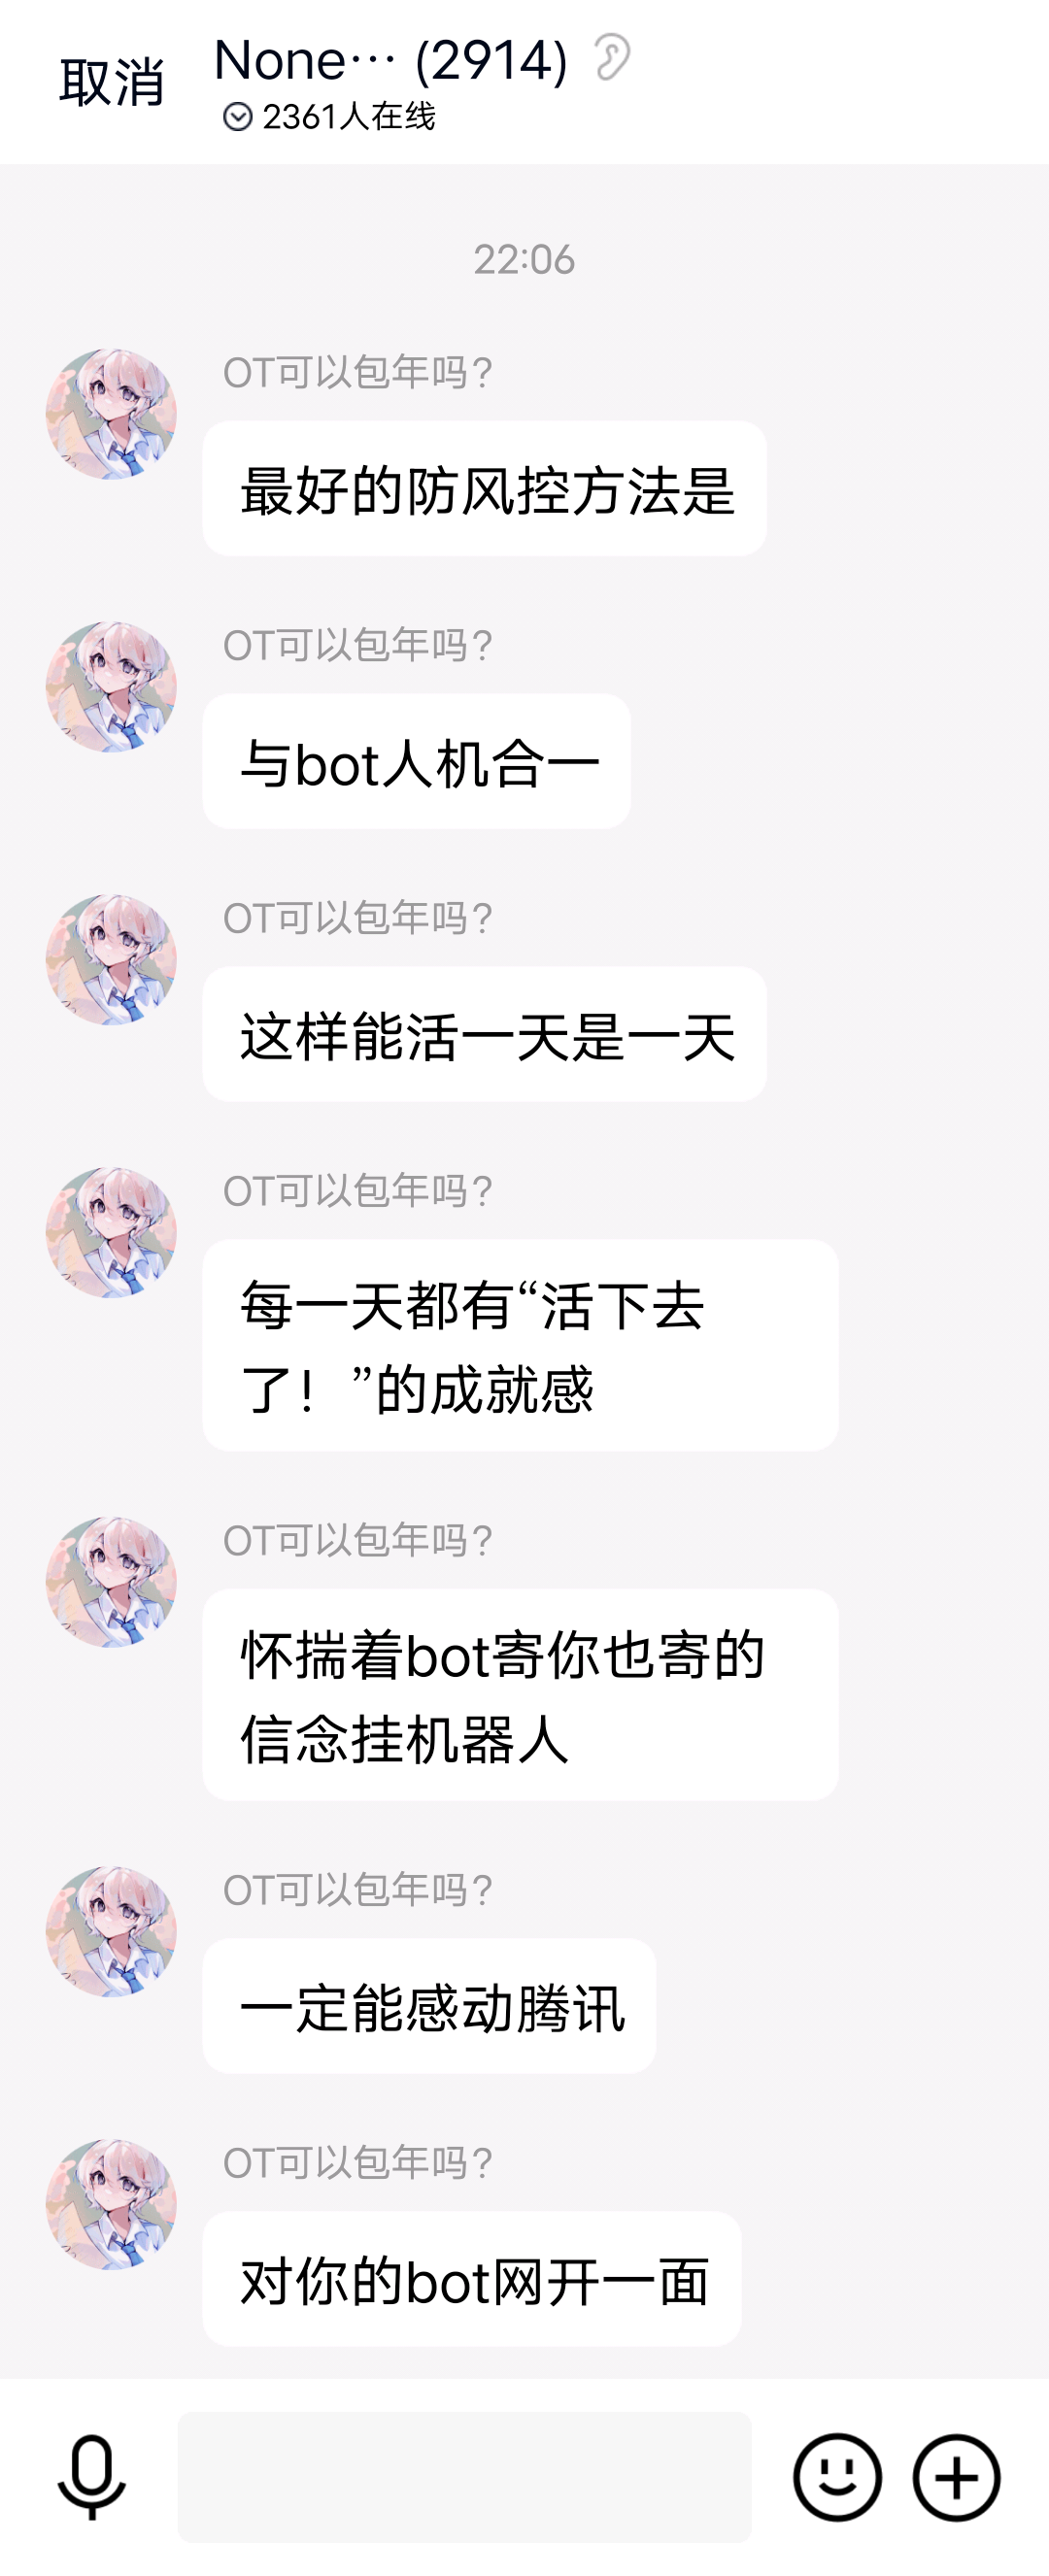 取消
None… (2914)
2361人在线
22:06
OT可以包年吗？
最好的防风控方法是
OT可以包年吗？
与bot人机合一
OT可以包年吗？
这样能活一天是一天
OT可以包年吗？
每一天都有“活下去
了！”的成就感
OT可以包年吗？
怀揣着bot寄你也寄的
信念挂机器人
OT可以包年吗？
一定能感动腾讯
OT可以包年吗？
对你的bot网开一面